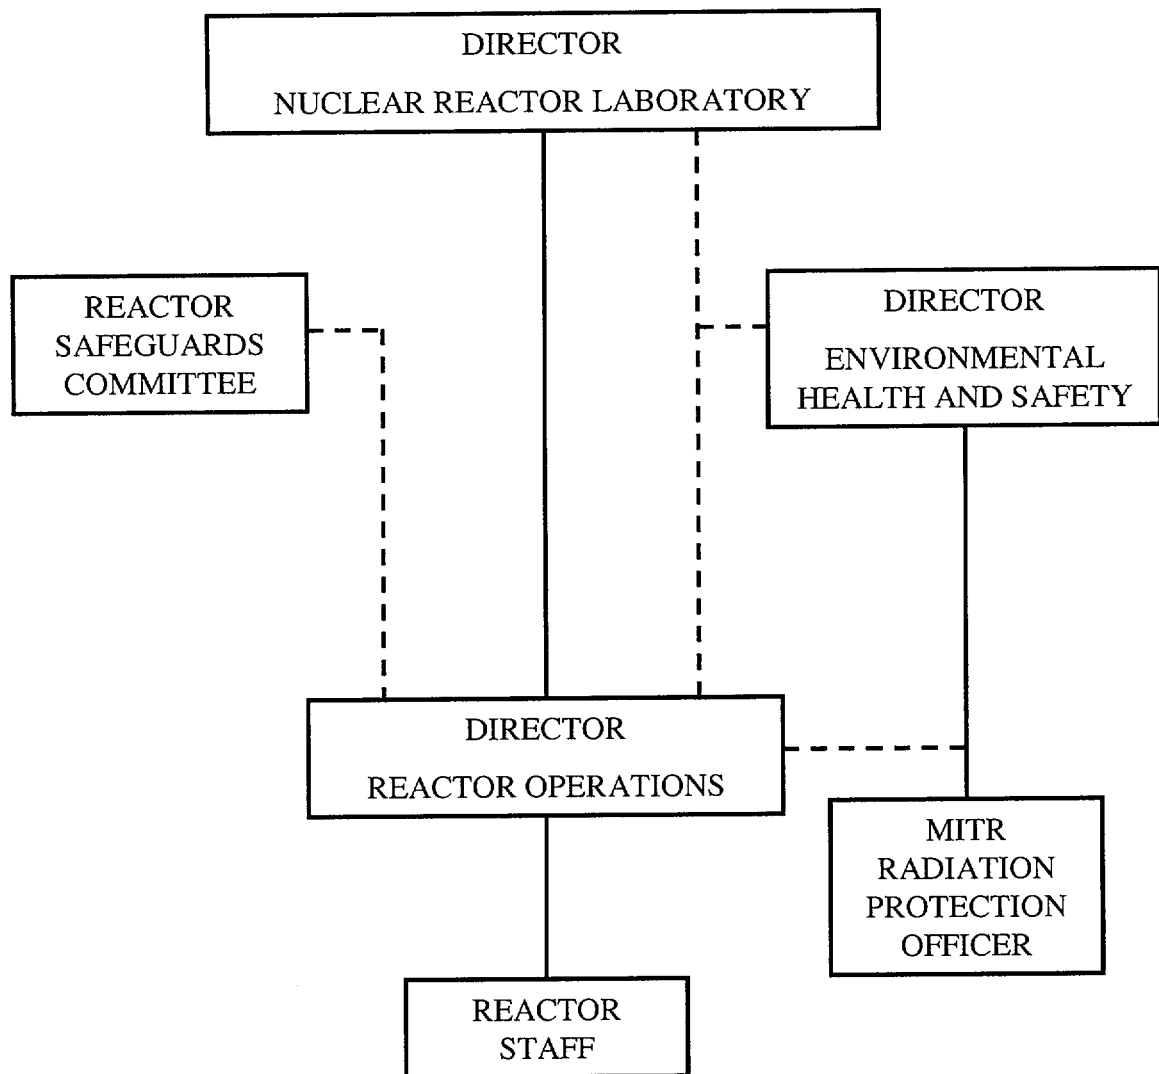 DIRECTOR
NUCLEAR REACTOR LABORATORY
REACTOR
SAFEGUARDS
COMMITTEE
DIRECTOR
ENVIRONMENTAL
HEALTH AND SAFETY
DIRECTOR
REACTOR OPERATIONS
MITR
RADIATION
PROTECTION
OFFICER
REACTOR
STAFF